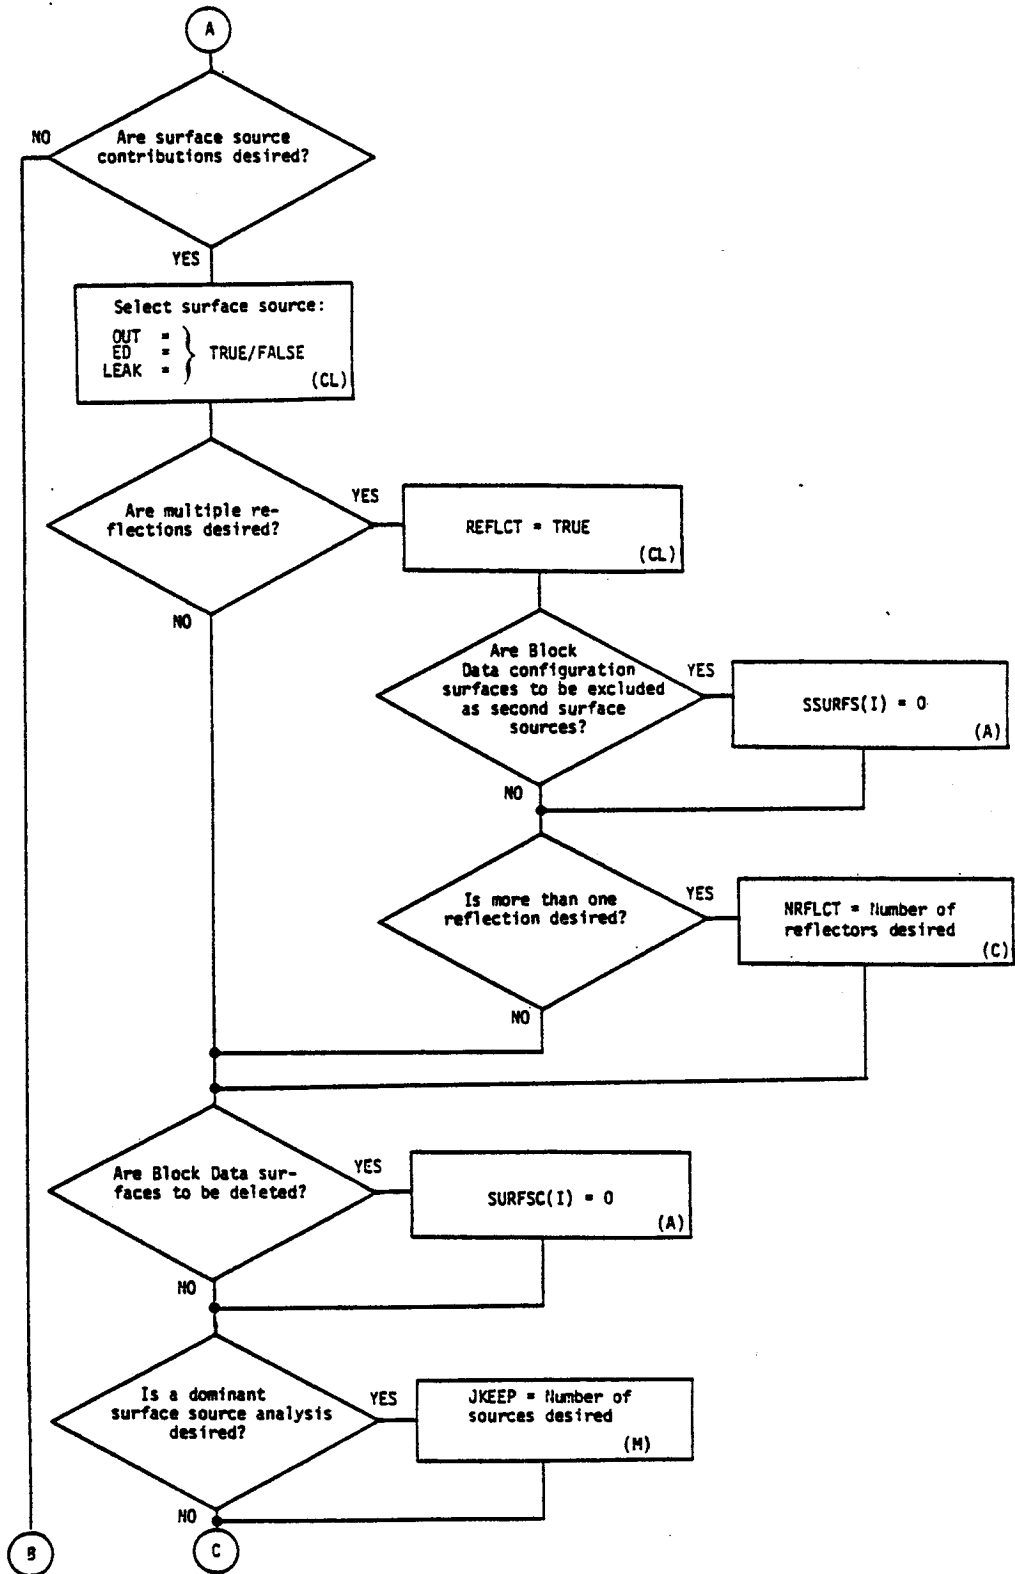 A
NO
Are surface source
contributions desired?
YES
Select surface source:
OUT =
ED =
LEAK =
} TRUE/FALSE
(CL)
Are multiple re-
flections desired?
YES
REFLCT = TRUE
(CL)
NO
Are Block
Data configuration
surfaces to be excluded
as second surface
sources?
YES
SSURFS(I) = 0
(A)
NO
Is more than one
reflection desired?
YES
NRFLCT = Number of
reflectors desired
(C)
NO
Are Block Data sur-
faces to be deleted?
YES
SURFSC(I) = 0
(A)
NO
Is a dominant
surface source analysis
desired?
YES
JKEEP = Number of
sources desired
(M)
NO
B
C